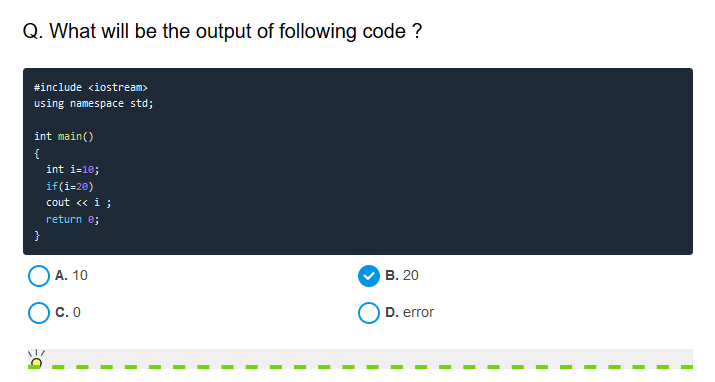 Q. What will be the output of following code ?
#include <iostream>
using namespace std;
int main()
{
int i=10;
if(i=20)
cout << i ;
return 0;
}
A. 10
B. 20
C. 0
D. error